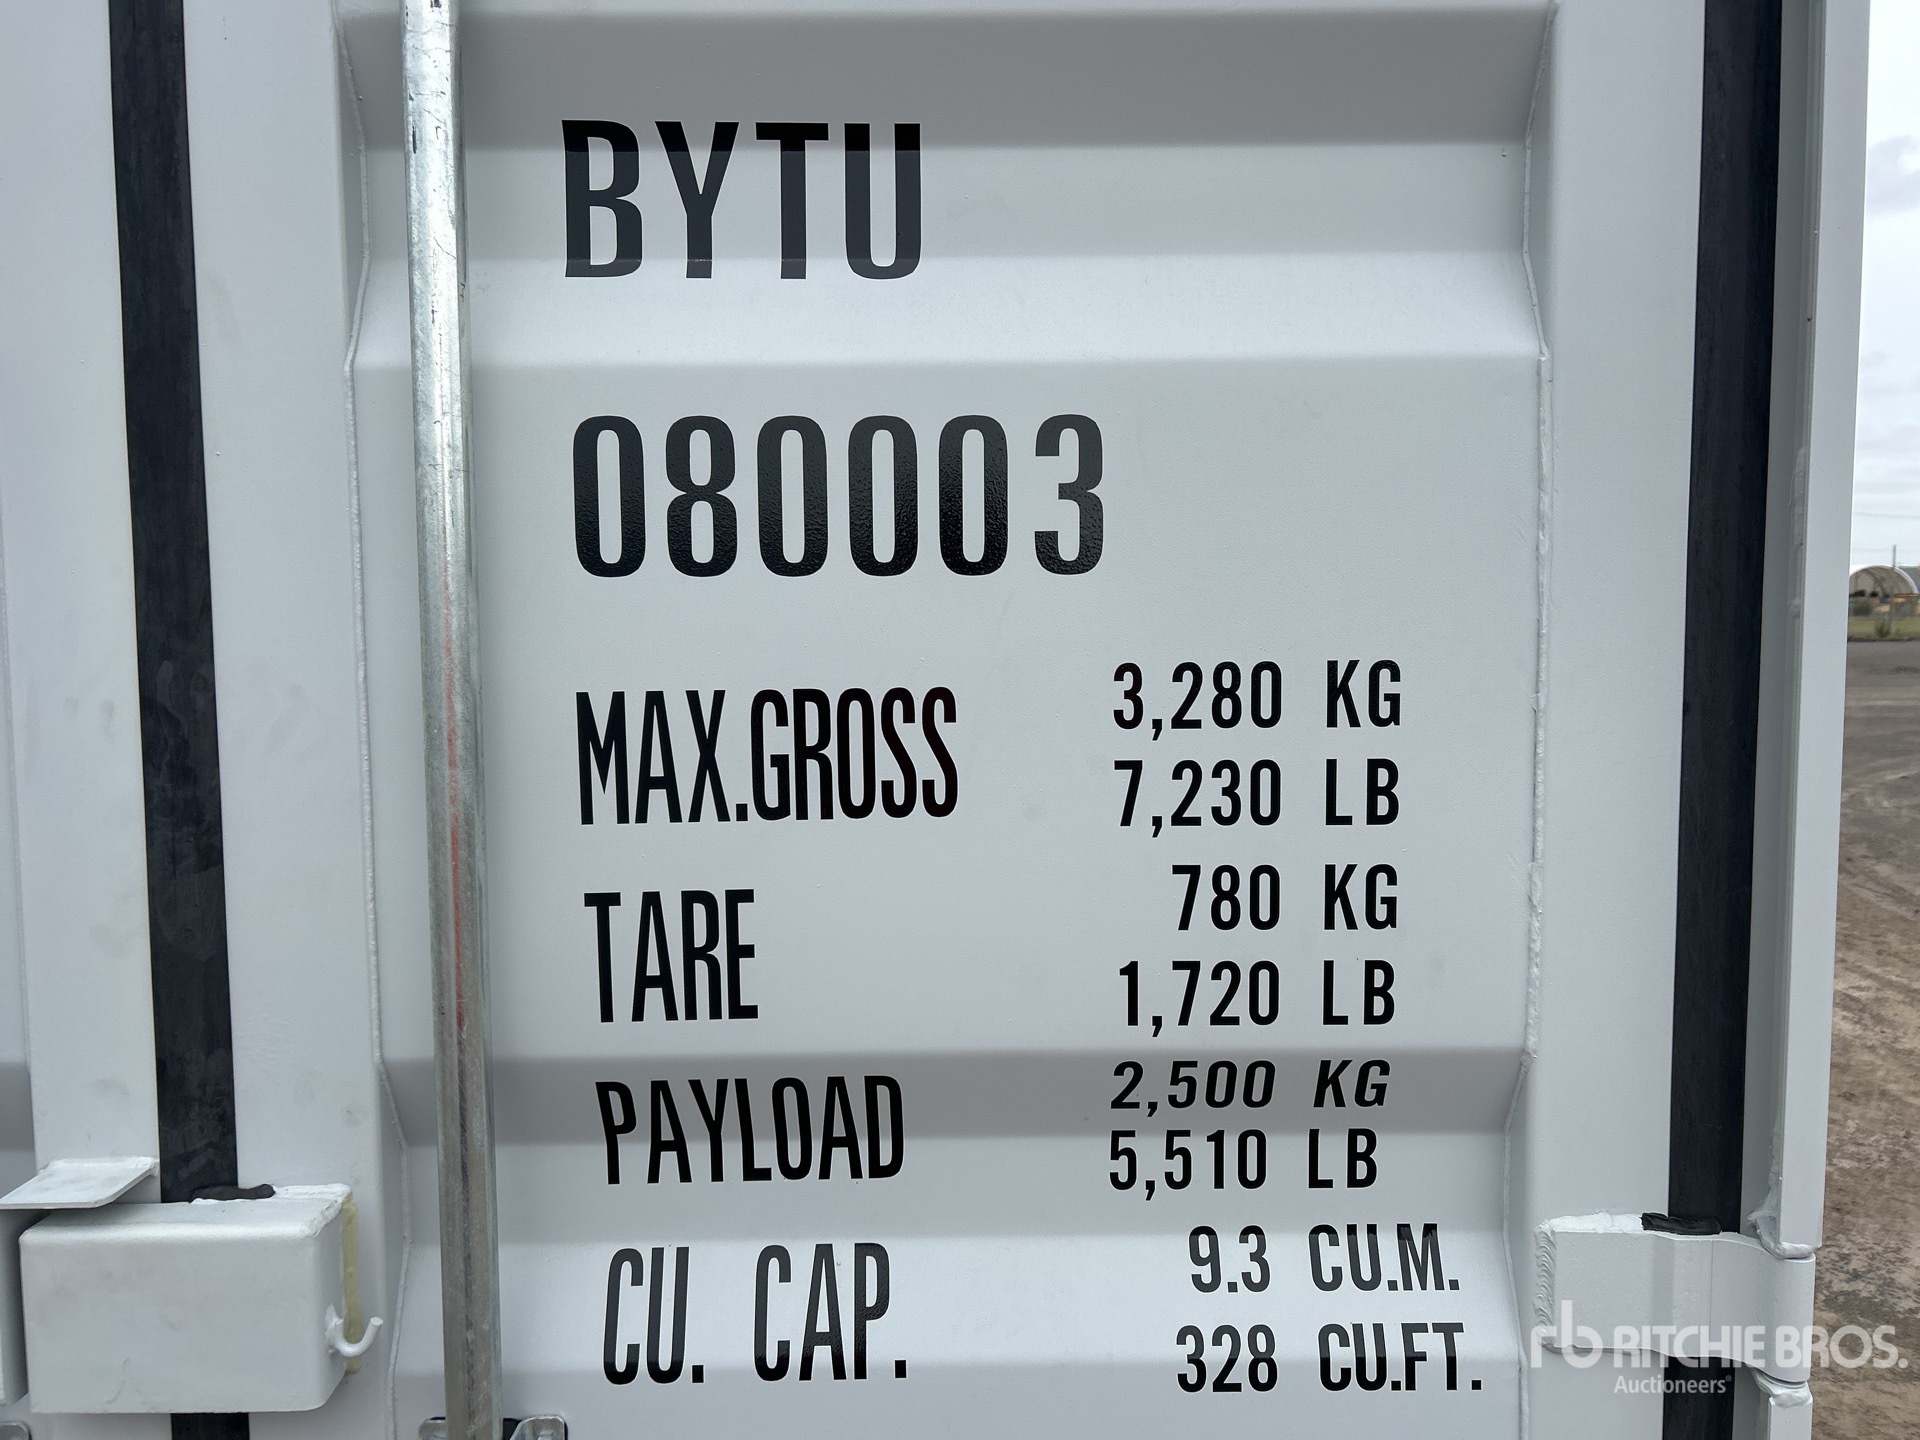 BYTU
080003
MAX.GROSS 3,280 KG
7,230 LB
TARE 780 KG
1,720 LB
PAYLOAD 2,500 KG
5,510 LB
CU. CAP. 9.3 CU.M.
328 CU.FT.
rb RITCHIE BROS.
Auctioneers®